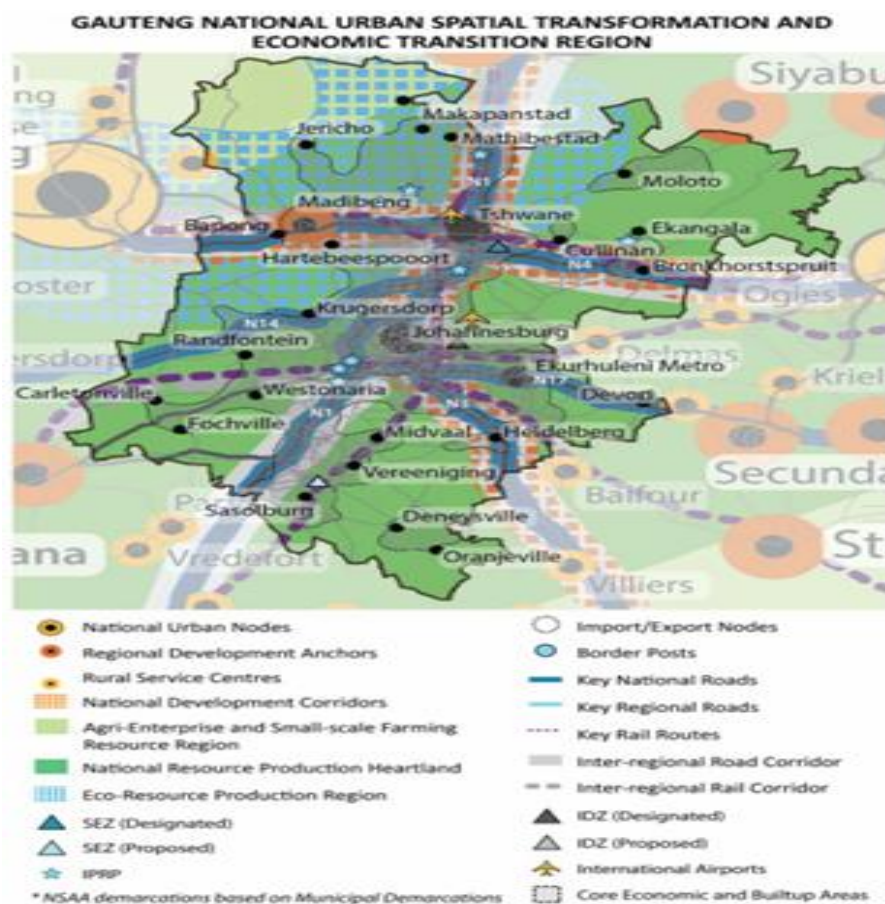 GAUTENG NATIONAL URBAN SPATIAL TRANSFORMATION AND
ECONOMIC TRANSITION REGION
Siyabu
Makapanstad
Jericho
Mathibestad
N1
Moloto
Madibeng
Tshwane
Bapong
Ekangala
Cullinan
Hartebeespooort
N4
Bronkhorstspruit
Ogies
Krugersdorp
N14
Johannesburg
Randfontein
Delmas
ersdorp
Ekurhuleni Metro
Kriel
Carletonville
Westonaria
Devon
N1
N3
Fochville
Midvaal
Heidelberg
Vereeniging
Secunda
Balfour
Sasolburg
Deneysville
ana
Vredefort
Oranjeville
St
Villiers
National Urban Nodes
Regional Development Anchors
Rural Service Centres
National Development Corridors
Agri-Enterprise and Small-scale Farming
Resource Region
National Resource Production Heartland
Eco-Resource Production Region
SEZ (Designated)
SEZ (Proposed)
IPRP
* NSAA demarcations based on Municipal Demarcations
Import/Export Nodes
Border Posts
Key National Roads
Key Regional Roads
Key Rail Routes
Inter-regional Road Corridor
Inter-regional Rail Corridor
IDZ (Designated)
IDZ (Proposed)
International Airports
Core Economic and Builtup Areas